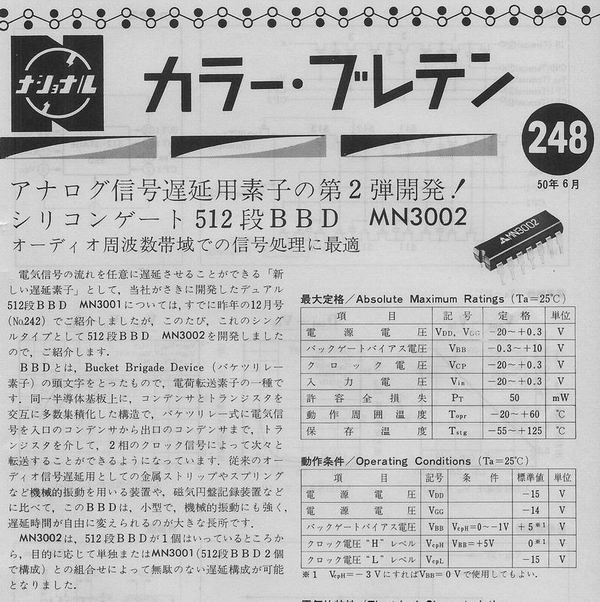 ナショナル
カラー・ブレテン
248
50年6月
アナログ信号遅延用素子の第2弾開発!
シリコンゲート512段BBD MN3002
オーディオ周波数帯域での信号処理に最適
MN3002
電気信号の流れを任意に遅延させることができる「新
しい遅延素子」として,当社がさきに開発したデュアル
512段BBD MN3001については,すでに昨年の12月号
(No.242)でご紹介しましたが,このたび,これのシング
ルタイプとして512段BBD MN3002を開発しました
ので,ご紹介します.
BBDとは,Bucket Brigade Device(バケツリレー
素子)の頭文字をとったもので,電荷転送素子の一種で
す.同一半導体基板上に,コンデンサとトランジスタを
交互に多数集積化した構造で,バケツリレー式に電気信
号を入口のコンデンサから出口のコンデンサまで,トラ
ンジスタを介して,2相のクロック信号によって次々と
転送することができるようになっています.従来のオー
ディオ信号遅延用としての金属ストリップやスプリング
など機械的振動を用いる装置や,磁気円盤記録装置など
に比べて,このBBDは,小型で,機械的振動にも強く,
遅延時間が自由に変えられるのが大きな長所です.
MN3002は,512段BBDが1個はいっているところか
ら,目的に応じて単独またはMN3001(512段BBD2個
で構成)との組合せによって無駄のない遅延構成が可能
となりました.
最大定格/Absolute Maximum Ratings (Ta=25℃)
項目 記号 定格 単位
電源電圧 VDD, VGG -20~+0.3 V
バックゲートバイアス電圧 VBB -0.3~+10 V
クロック電圧 VCP -20~+0.3 V
入力電圧 Vin -20~+0.3 V
許容全損失 PT 50 mW
動作周囲温度 Topr -20~+60 ℃
保存温度 Tstg -55~+125 ℃
動作条件/Operating Conditions (Ta=25℃)
項目 記号 条件 標準値 単位
電源電圧 VDD -15 V
電源電圧 VGG -14 V
バックゲートバイアス電圧 VBB VcpH=0~-1V +5※1 V
クロック電圧"H"レベル VcpH VBB=+5V 0※1 V
クロック電圧"L"レベル VcpL -15 V
※1 VcpH=-3VにすればVBB=0Vで使用してもよい.